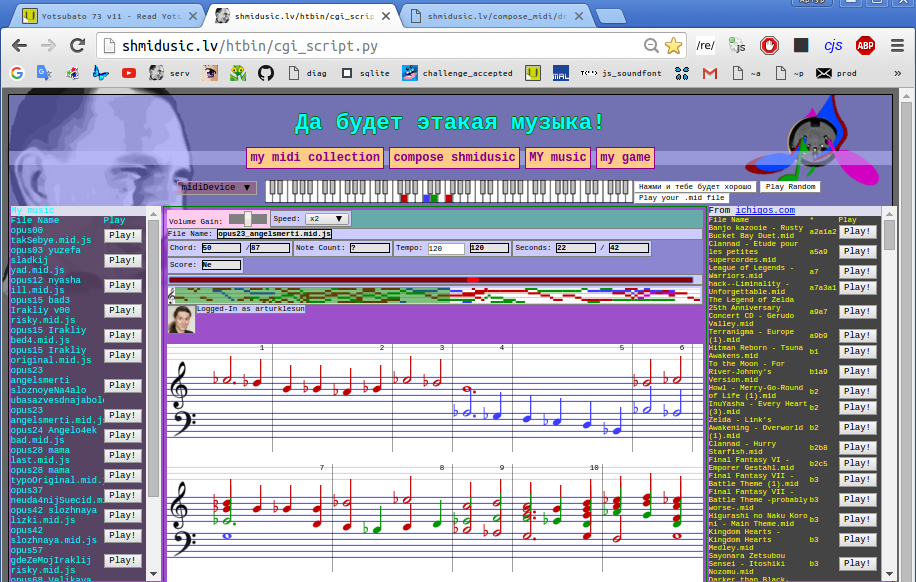 Yotsubato 73 v11 - Read Yots
shmidusic.lv/htbin/cgi_scrip
shmidusic.lv/compose_midi/dr
Артур
shmidusic.lv/htbin/cgi_script.py
/re/
js
cjs
ABP
serv
diag
sqlite
challenge_accepted
MAL
js_soundfont
~a
~p
prod
»
Да будет этакая музыка!
my midi collection
compose shmidusic
MY music
my game
midiDevice ▼
Нажми и тебе будет хорошо
Play Random
Play your .mid file
My music
File Name Play
opus00
takSebye.mid.js Play!
opus03 yuzefa
sladkij
yad.mid.js Play!
opus12 nyasha
ill.mid.js Play!
opus15 bad3
Irakliy v00
risky.mid.js Play!
opus15 Irakliy
bed4.mid.js Play!
opus15 Irakliy
original.mid.js Play!
opus23
angelsmerti
sloznoyeNa4alo
ubasazvesdnajabole Play!
opus23
angelsmerti.mid.js Play!
opus24 Angelo4ek
bad.mid.js Play!
opus28 mama
last.mid.js Play!
opus28 mama
typoOriginal.mid. Play!
opus37
neuda4nijSuecid.m Play!
opus42 slozhnaya
lizki.mid.js Play!
opus42
slozhnaya.mid.js Play!
opus57
gdeZeMojIraklij
risky.mid.js Play!
opus68 Velikaya
Volume Gain:
Speed: x2 ▼
File Name: opus23_angelsmerti.mid.js
Chord: 50 /87 Note Count: ? Tempo: 120 120 Seconds: 22 / 42
Score: Ne
Logged-In as arturklesun
1 2 3 4 5 6
7 8 9 10
From ichigos.com
File Name * Play
Banjo kazooie - Rusty
Bucket Bay Duet.mid a2a1a2 Play!
Clannad - Etude pour
les petites
supercordes.mid a5a9 Play!
League of Legends -
Warriors.mid a7 Play!
hack--Liminality -
Unforgettable.mid a7a3a1 Play!
The Legend of Zelda
25th Anniversary
Concert CD - Gerudo
Valley.mid a9a7 Play!
Terranigma - Europe
(1).mid a9b9 Play!
Hitman Reborn - Tsuna
Awakens.mid b1 Play!
To the Moon - For
River-Johnny's
Version.mid b1a9 Play!
Howl - Merry-Go-Round
of Life (1).mid b2 Play!
InuYasha - Every Heart
(3).mid b2 Play!
Zelda - Link's
Awakening - Overworld
(1).mid b2 Play!
Clannad - Hurry
Starfish.mid b2b8 Play!
Final Fantasy VI -
Emporer Gestahl.mid b2c5 Play!
Final Fantasy VII -
Battle Theme (1).mid b3 Play!
Final Fantasy VII -
Battle Theme -probably
worse-.mid b3 Play!
Higurashi no Naku Koro
ni - Main Theme.mid b3 Play!
Kingdom Hearts -
Kingdom Hearts
Medley.mid b3 Play!
Sayonara Zetsubou
Sensei - Itoshiki
Nozomu.mid b3 Play!
Darker than Black.